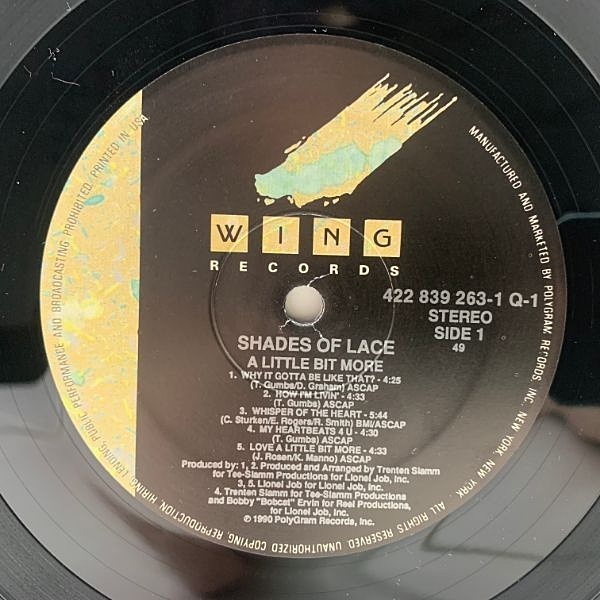 WING
RECORDS
422 839 263-1 Q-1
STEREO
SIDE 1
49
SHADES OF LACE
A LITTLE BIT MORE
1. WHY IT GOTTA BE LIKE THAT? - 4:25
(T. Gumbs/D. Graham) ASCAP
2. HOW I'M LIVIN' - 4:33
(T. Gumbs) ASCAP
3. WHISPER OF THE HEART - 5:44
(C. Sturken/E. Rogers/R. Smith) BMI/ASCAP
4. MY HEARTBEATS 4 U - 4:30
(T. Gumbs) ASCAP
5. LOVE A LITTLE BIT MORE - 4:33
(J. Rosen/K. Manno) ASCAP
Produced by: 1, 2. Produced and Arranged by Trenten Slamm
for Tee-Slamm Productions for Lionel Job, Inc.
3, 5. Lionel Job for Lionel Job, Inc.
4. Trenten Slamm for Tee-Slamm Productions
and Bobby "Bobcat" Ervin for Reel Productions,
for Lionel Job, Inc.
℗ 1990 PolyGram Records, Inc.
MANUFACTURED AND MARKETED BY POLYGRAM RECORDS, INC. NEW YORK, NEW YORK
ALL RIGHTS RESERVED. UNAUTHORIZED COPYING, REPRODUCTION, HIRING, LENDING, PUBLIC PERFORMANCE AND BROADCASTING PROHIBITED. PRINTED IN USA